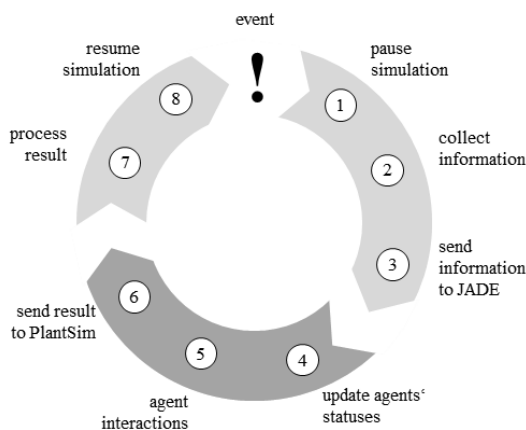 event
!
pause
simulation
1
collect
information
2
send
information
to JADE
3
update agents‘
statuses
4
agent
interactions
5
send result
to PlantSim
6
process
result
7
resume
simulation
8